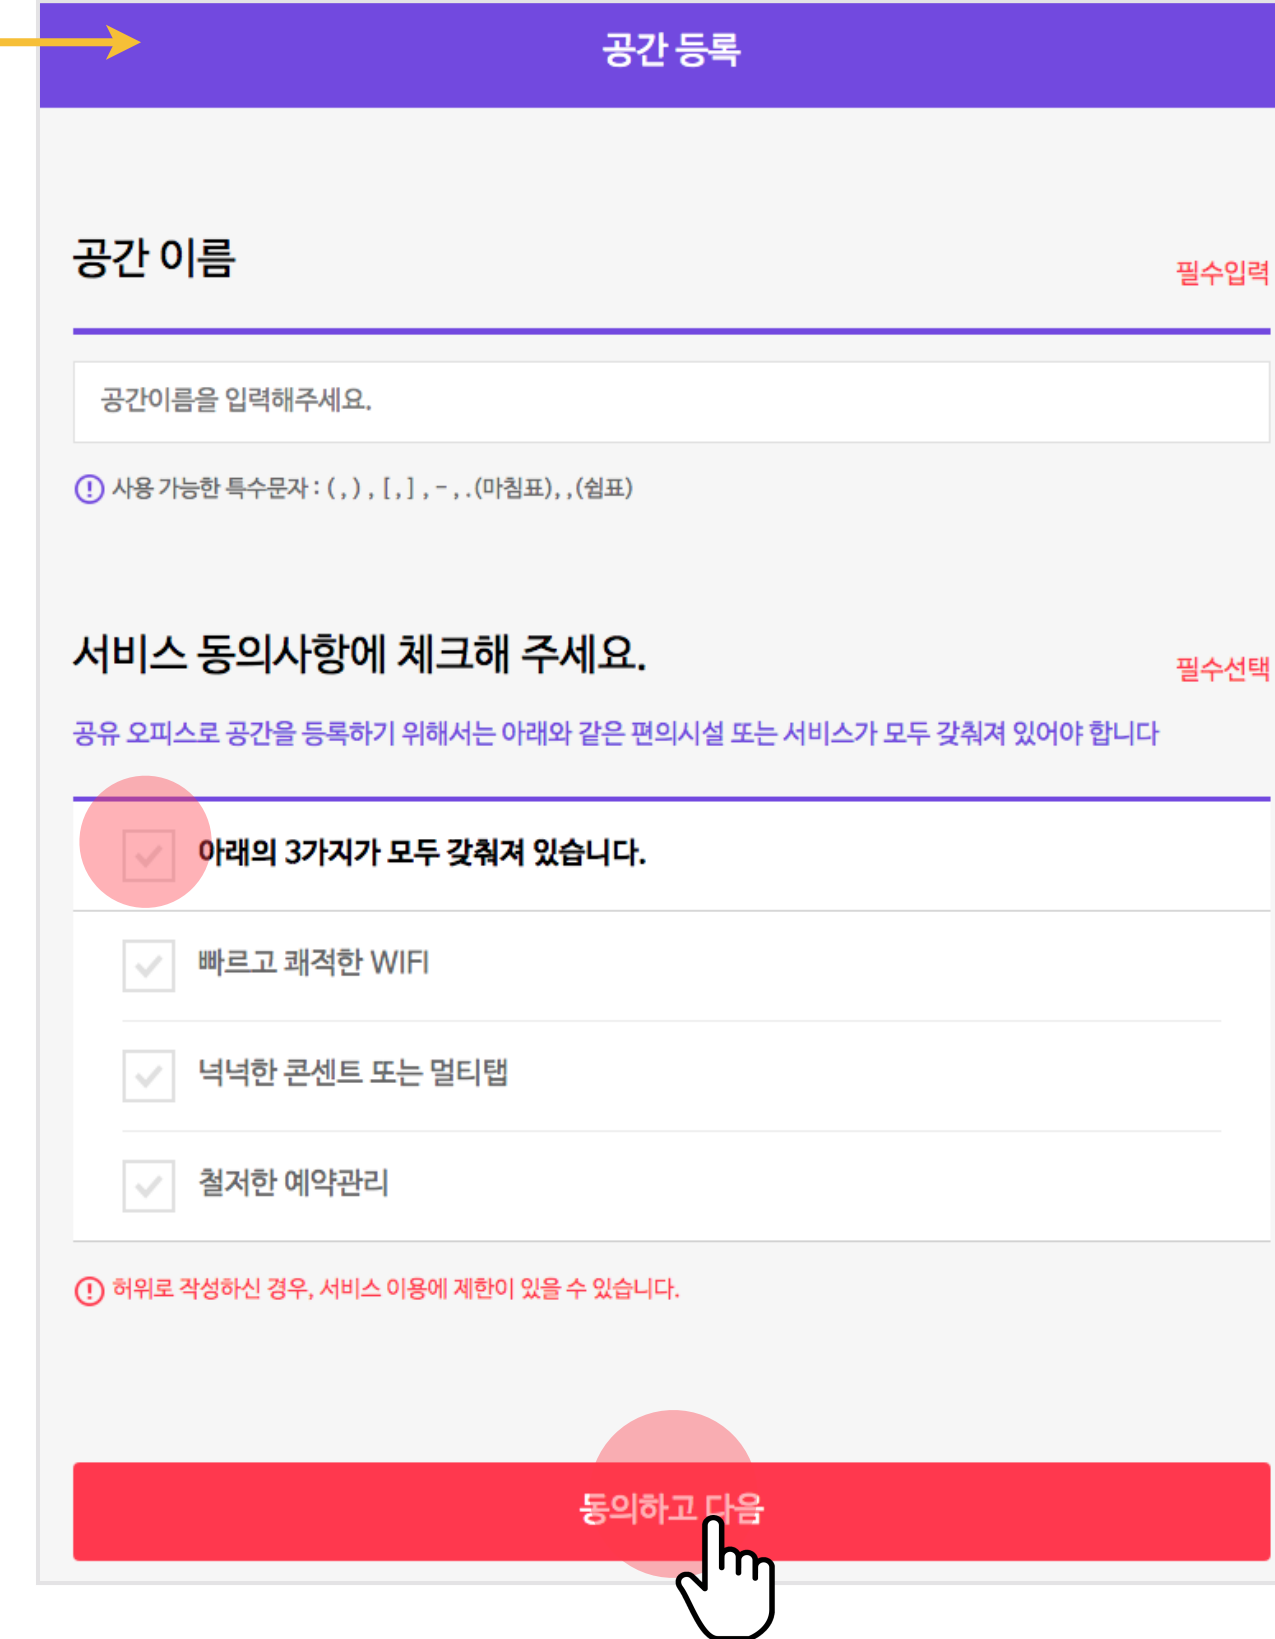 공간 등록
공간 이름
필수입력
공간이름을 입력해주세요.
사용 가능한 특수문자 : ( , ) , [ , ] , - , .(마침표), ,(쉼표)
서비스 동의사항에 체크해 주세요.
필수선택
공유 오피스로 공간을 등록하기 위해서는 아래와 같은 편의시설 또는 서비스가 모두 갖춰져 있어야 합니다
아래의 3가지가 모두 갖춰져 있습니다.
빠르고 쾌적한 WIFI
넉넉한 콘센트 또는 멀티탭
철저한 예약관리
허위로 작성하신 경우, 서비스 이용에 제한이 있을 수 있습니다.
동의하고 다음